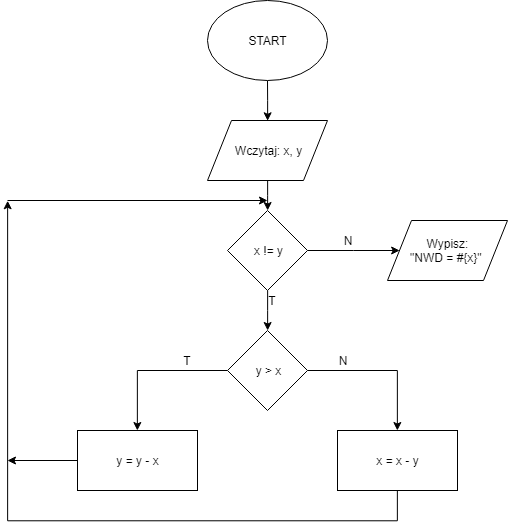 START
Wczytaj: x, y
x != y
N
Wypisz:
"NWD = #{x}"
T
y > x
T
N
y = y - x
x = x - y